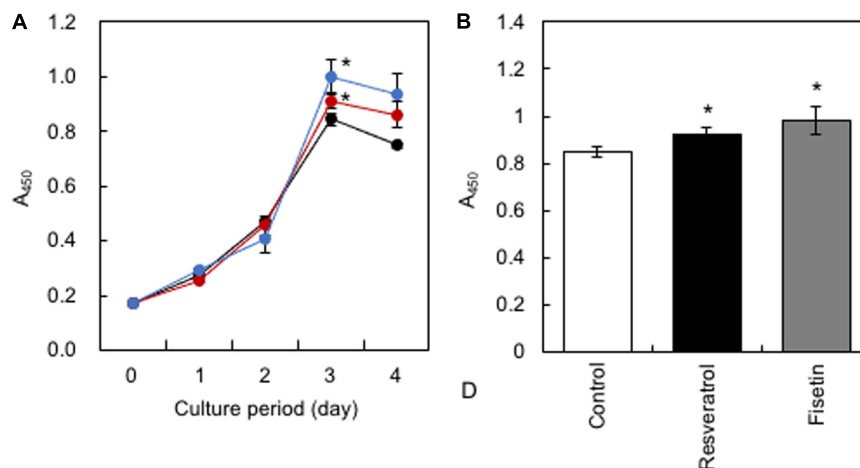 A
1.2
1.0
0.8
0.6
0.4
0.2
0.0
A450
*
*
0 1 2 3 4
Culture period (day)
B
1.4
1.2
1
0.8
0.6
0.4
0.2
0
A450
*
*
Control
Resveratrol
Fisetin
D